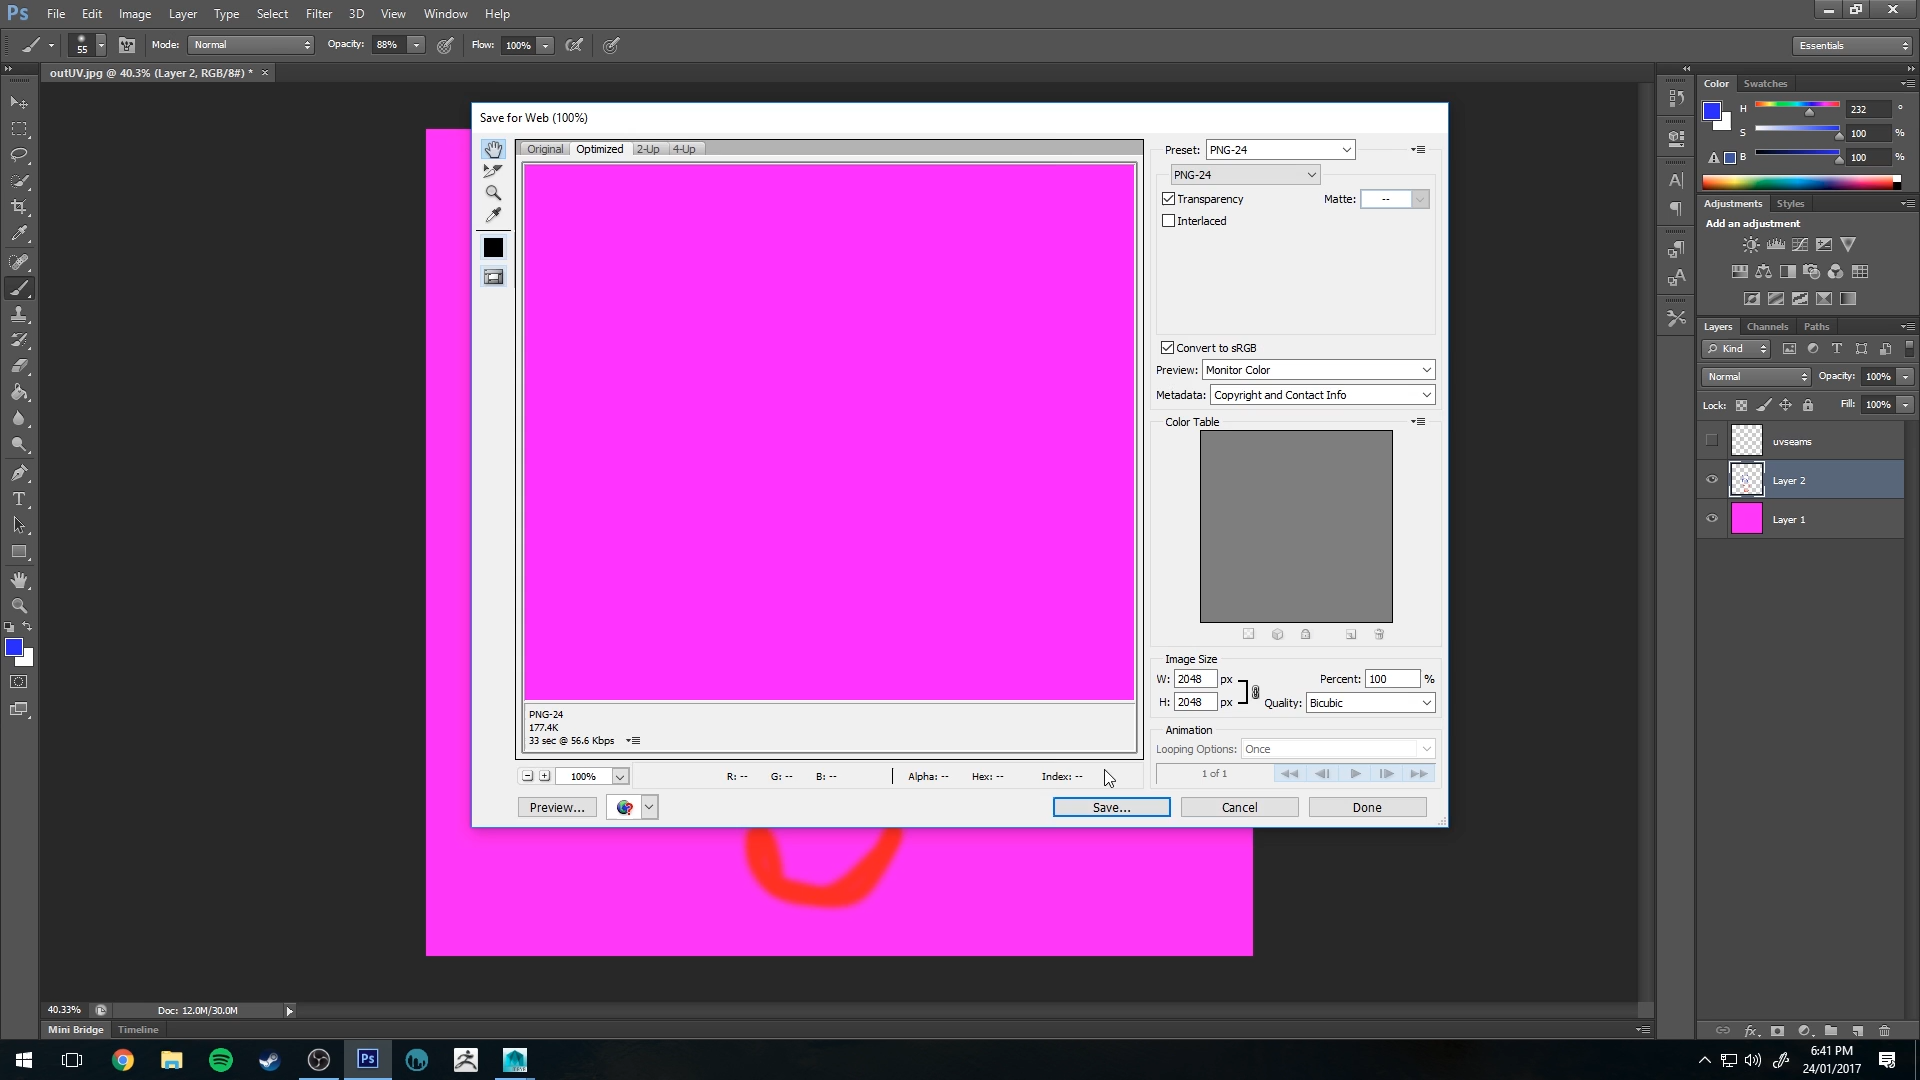 Ps File Edit Image Layer Type Select Filter 3D View Window Help
55 Mode: Normal Opacity: 88% Flow: 100% Essentials
outUV.jpg @ 40.3% (Layer 2, RGB/8#) * ×
Save for Web (100%)
Original Optimized 2-Up 4-Up
PNG-24
177.4K
33 sec @ 56.6 Kbps
100% R: -- G: -- B: -- Alpha: -- Hex: -- Index: --
Preview... Save... Cancel Done
Preset: PNG-24
PNG-24
Transparency Matte: --
Interlaced
Convert to sRGB
Preview: Monitor Color
Metadata: Copyright and Contact Info
Color Table
Image Size
W: 2048 px Percent: 100 %
H: 2048 px Quality: Bicubic
Animation
Looping Options: Once
1 of 1
Color Swatches
H 232 °
S 100 %
B 100 %
Adjustments Styles
Add an adjustment
Layers Channels Paths
Kind
Normal Opacity: 100%
Lock: Fill: 100%
uvseams
Layer 2
Layer 1
40.33% Doc: 12.0M/30.0M
Mini Bridge Timeline
Ps
6:41 PM
24/01/2017